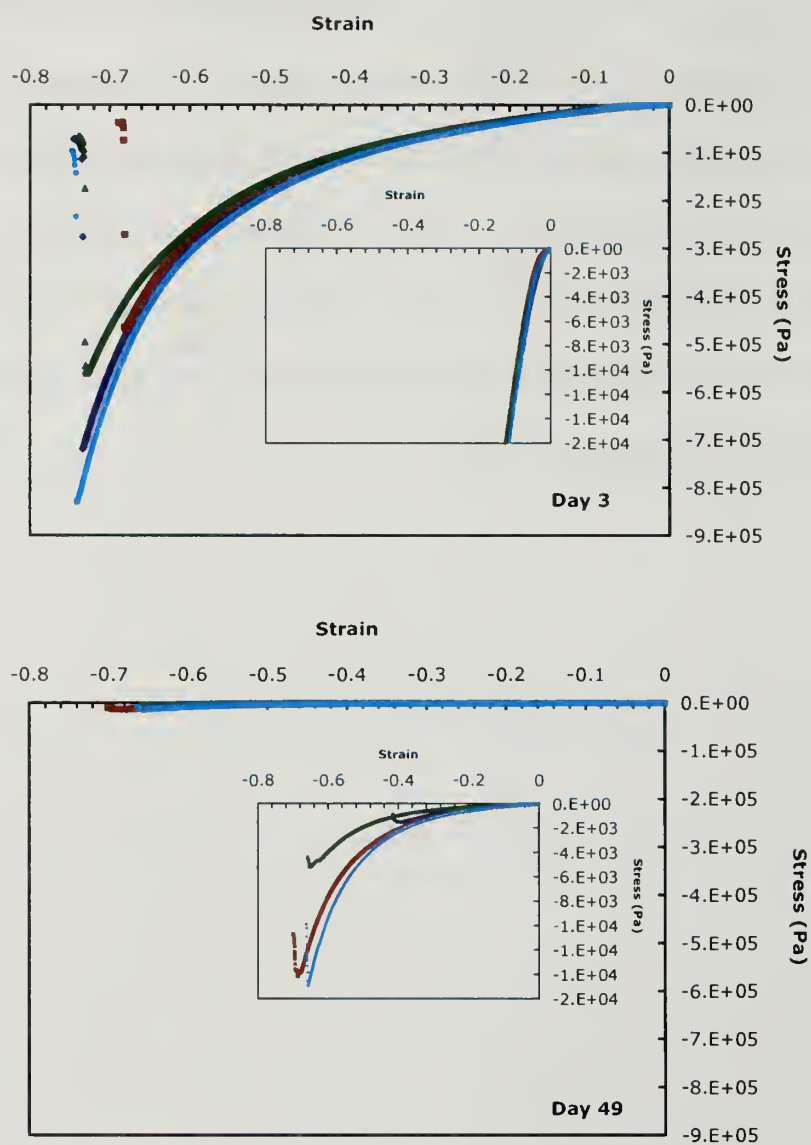 Strain
-0.8 -0.7 -0.6 -0.5 -0.4 -0.3 -0.2 -0.1 0
0.E+00
-1.E+05
-2.E+05
-3.E+05
-4.E+05
-5.E+05
-6.E+05
-7.E+05
-8.E+05
-9.E+05
Stress (Pa)
Strain
-0.8 -0.6 -0.4 -0.2 0
0.E+00
-2.E+03
-4.E+03
-6.E+03
-8.E+03
-1.E+04
-1.E+04
-1.E+04
-2.E+04
Stress (Pa)
Day 3
Strain
-0.8 -0.7 -0.6 -0.5 -0.4 -0.3 -0.2 -0.1 0
0.E+00
-1.E+05
-2.E+05
-3.E+05
-4.E+05
-5.E+05
-6.E+05
-7.E+05
-8.E+05
-9.E+05
Stress (Pa)
Strain
-0.8 -0.6 -0.4 -0.2 0
0.E+00
-2.E+03
-4.E+03
-6.E+03
-8.E+03
-1.E+04
-1.E+04
-1.E+04
-2.E+04
Stress (Pa)
Day 49